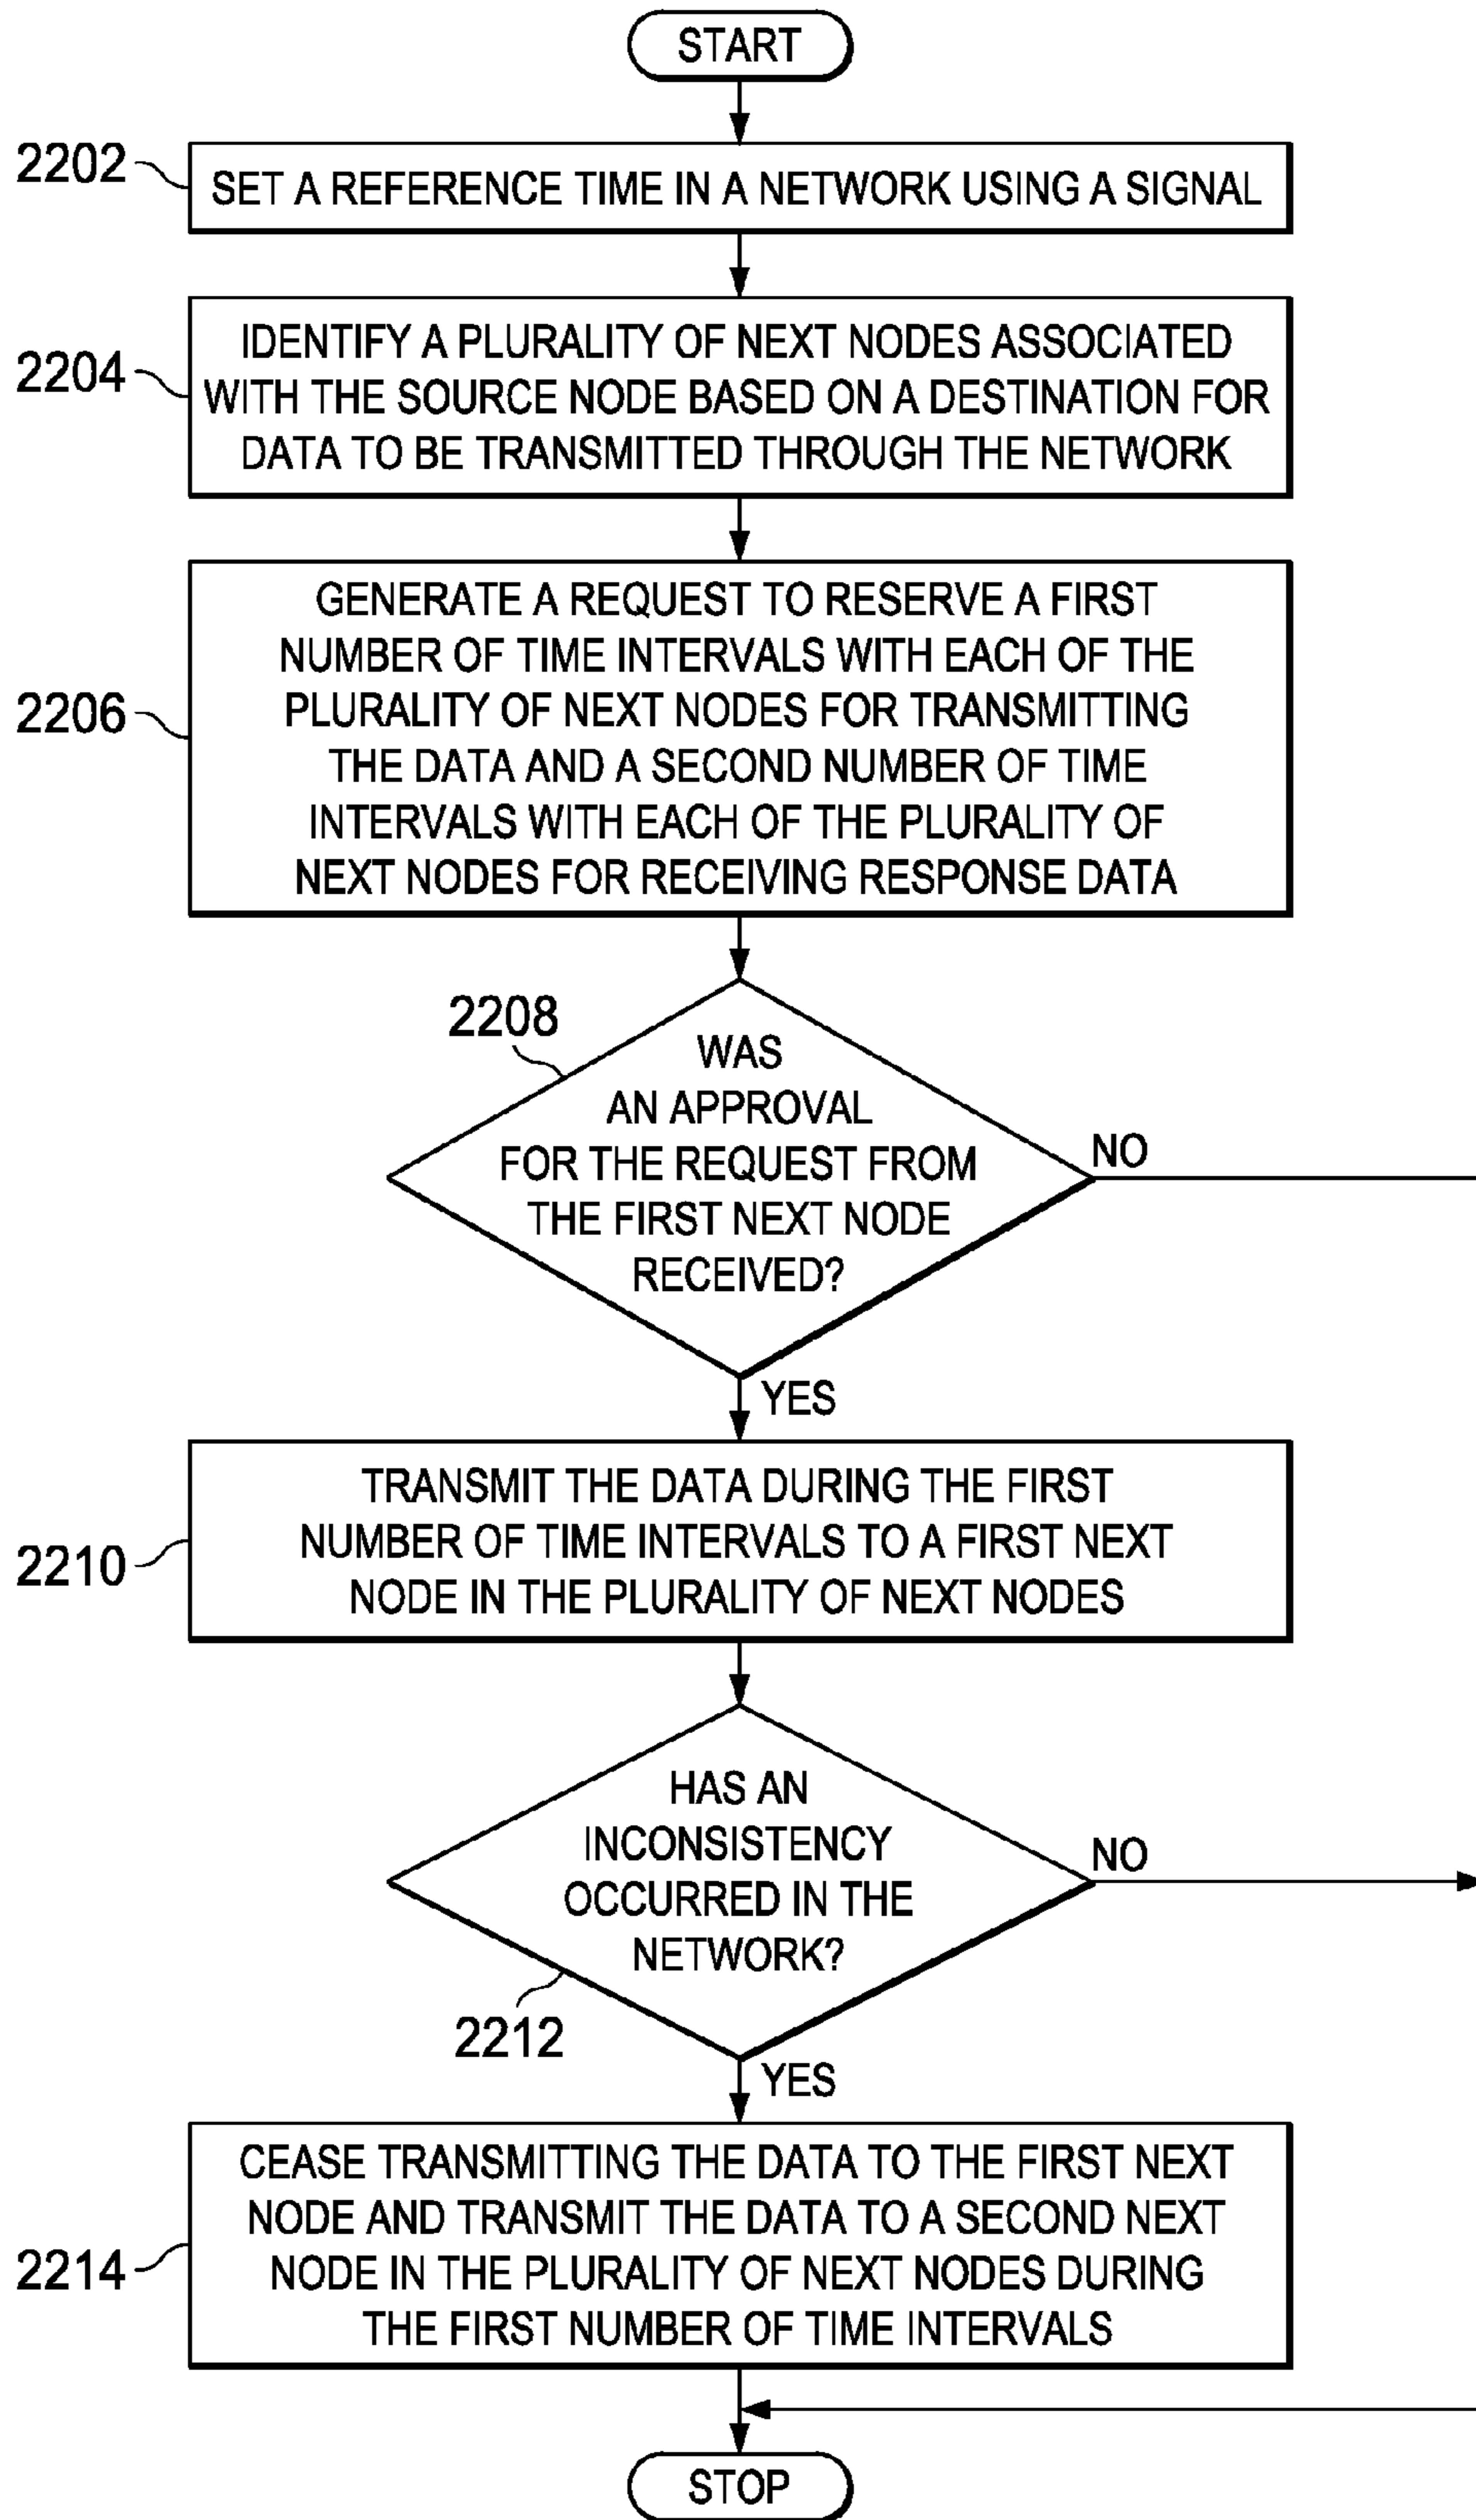 START
2202
SET A REFERENCE TIME IN A NETWORK USING A SIGNAL
2204
IDENTIFY A PLURALITY OF NEXT NODES ASSOCIATED
WITH THE SOURCE NODE BASED ON A DESTINATION FOR
DATA TO BE TRANSMITTED THROUGH THE NETWORK
2206
GENERATE A REQUEST TO RESERVE A FIRST
NUMBER OF TIME INTERVALS WITH EACH OF THE
PLURALITY OF NEXT NODES FOR TRANSMITTING
THE DATA AND A SECOND NUMBER OF TIME
INTERVALS WITH EACH OF THE PLURALITY OF
NEXT NODES FOR RECEIVING RESPONSE DATA
2208
WAS
AN APPROVAL
FOR THE REQUEST FROM
THE FIRST NEXT NODE
RECEIVED?
NO
YES
2210
TRANSMIT THE DATA DURING THE FIRST
NUMBER OF TIME INTERVALS TO A FIRST NEXT
NODE IN THE PLURALITY OF NEXT NODES
HAS AN
INCONSISTENCY
OCCURRED IN THE
NETWORK?
NO
2212
YES
2214
CEASE TRANSMITTING THE DATA TO THE FIRST NEXT
NODE AND TRANSMIT THE DATA TO A SECOND NEXT
NODE IN THE PLURALITY OF NEXT NODES DURING
THE FIRST NUMBER OF TIME INTERVALS
STOP